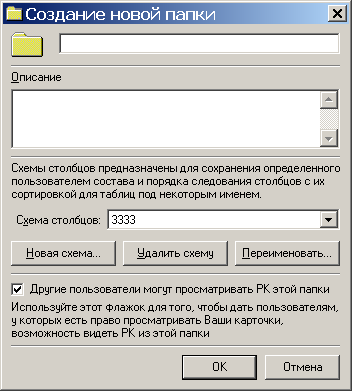 Создание новой папки
Описание
Схемы столбцов предназначены для сохранения определенного
пользователем состава и порядка следования столбцов с их
сортировкой для таблиц под некоторым именем.
Схема столбцов: 3333
Новая схема... Удалить схему Переименовать...
Другие пользователи могут просматривать РК этой папки
Используйте этот флажок для того, чтобы дать пользователям,
у которых есть право просматривать Ваши карточки,
возможность видеть РК из этой папки
OK Отмена